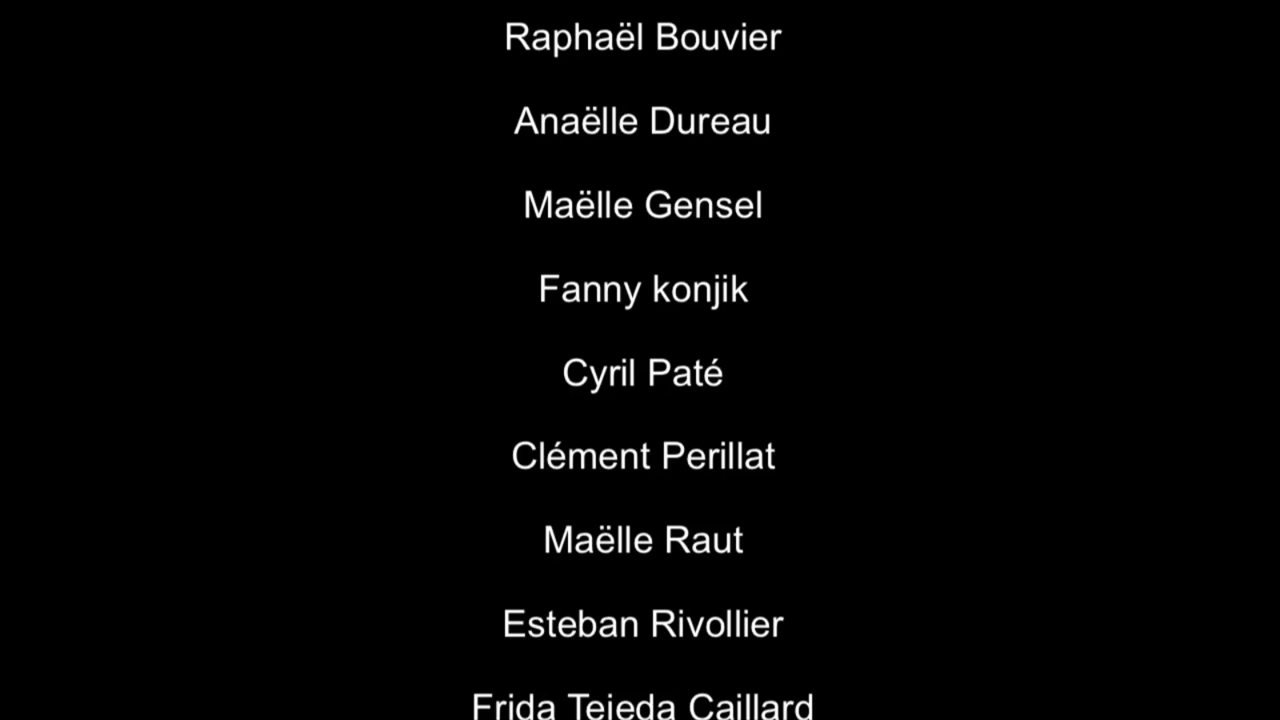 Raphaël Bouvier
Anaëlle Dureau
Maëlle Gensel
Fanny konjik
Cyril Paté
Clément Perillat
Maëlle Raut
Esteban Rivollier
Frida Tejeda Caillard